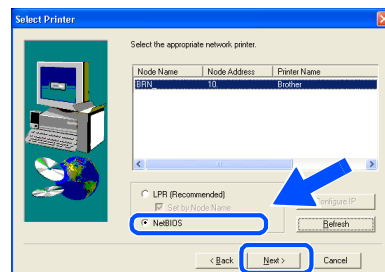 Select Printer
Select the appropriate network printer.
Node Name Node Address Printer Name
BRN_ 10. Brother
LPR (Recommended)
Set by Node Name
Configure IP
NetBIOS
Refresh
< Back Next > Cancel